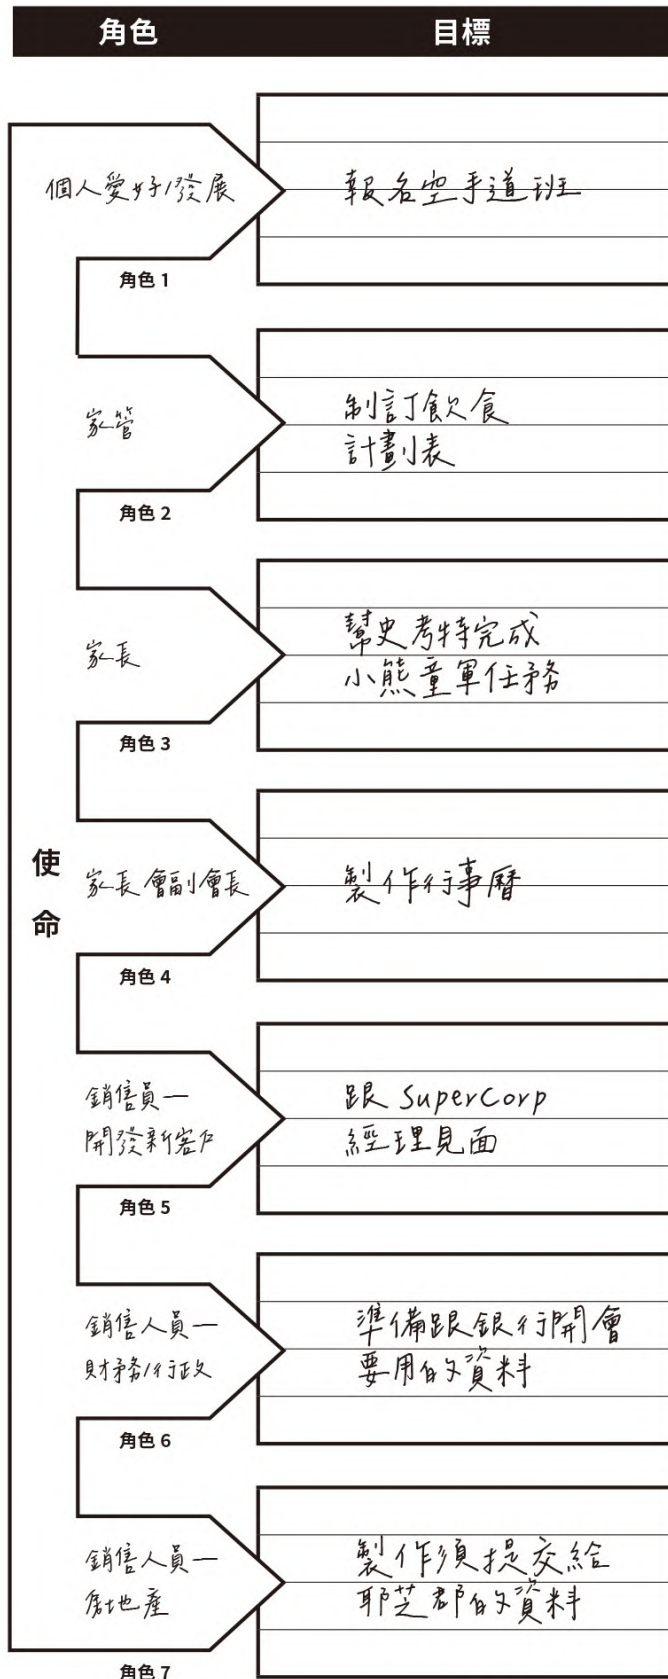 角色 目標
個人愛好/發展 報名空手道班
角色 1
家管
制訂飲食
計劃表
角色 2
家長
幫史考特完成
小熊童軍任務
角色 3
使命
家長會副會長 製作行事曆
角色 4
銷售員—
開發新客戶
跟 SuperCorp
經理見面
角色 5
銷售人員—
財務/行政
準備跟銀行開會
要用的資料
角色 6
銷售人員—
房地產
製作須提交給
耶芝郡的資料
角色 7